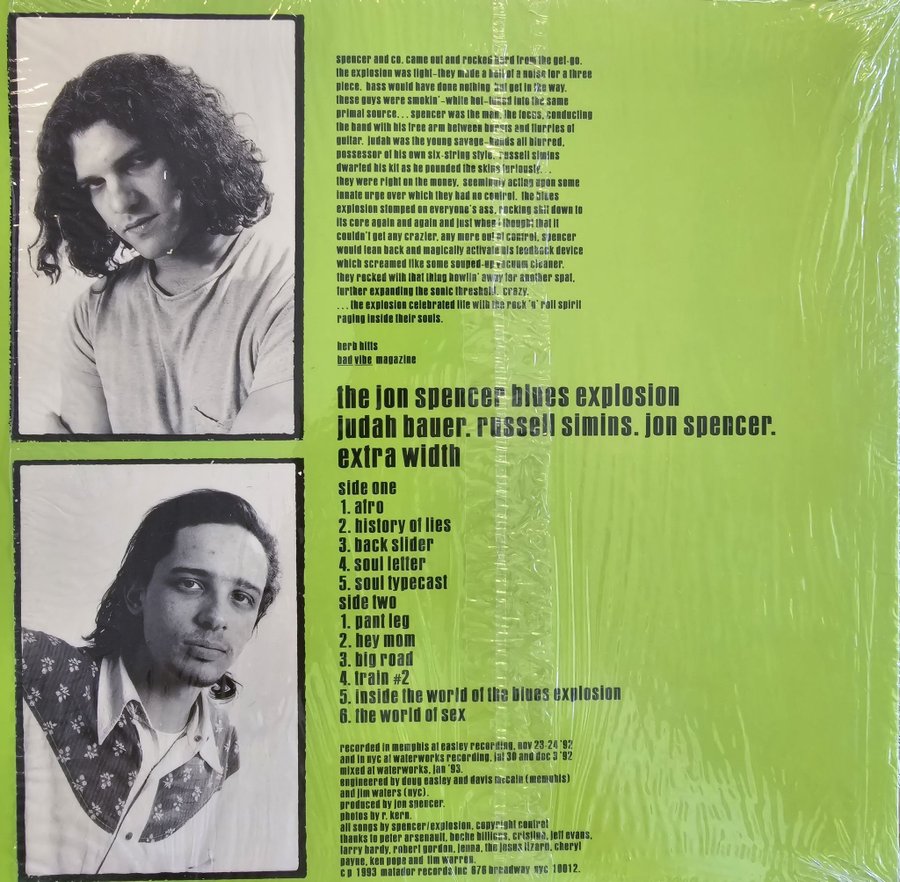 spencer and co. came out and rocked hard from the get-go.
the explosion was tight-they made a hell of a noise for a three
piece. bass would have done nothing but get in the way.
these guys were smokin'-white hot-tuned into the same
primal source... spencer was the man, the focus, conducting
the band with his free arm between bursts and flurries of
guitar. judah was the young savage-hands all blurred,
possessor of his own six-string style. russell simins
dwarfed his kit as he pounded the skins furiously...
they were right on the money, seemingly acting upon some
innate urge over which they had no control. the blues
explosion stomped on everyone's ass, rocking shit down to
its core again and again and just when i thought that it
couldn't get any crazier, any more out of control, spencer
would lean back and magically activate his feedback device
which screamed like some souped-up vacuum cleaner.
they rocked with that thing howlin' away for another spat,
further expanding the sonic threshold. crazy.
...the explosion celebrated life with the rock 'n' roll spirit
raging inside their souls.
herb hitts
bad vibe magazine
the jon spencer blues explosion
judah bauer. russell simins. jon spencer.
extra width
side one
1. afro
2. history of lies
3. back slider
4. soul letter
5. soul typecast
side two
1. pant leg
2. hey mom
3. big road
4. train #2
5. inside the world of the blues explosion
6. the world of sex
recorded in memphis at easley recording, nov 23-24 '92
and in nyc at waterworks recording, jul 30 and dec 3 '92
mixed at waterworks, jan '93.
engineered by doug easley and davis mccain (memphis)
and jim waters (nyc).
produced by jon spencer.
photos by r. kern.
all songs by spencer/explosion, copyright control
thanks to peter arsenault, boche billions, cristina, jeff evans,
larry hardy, robert gordon, jenna, the jesus lizard, cheryl
payne, ken pope and tim warren.
c p 1993 matador records inc 676 broadway nyc 10012.